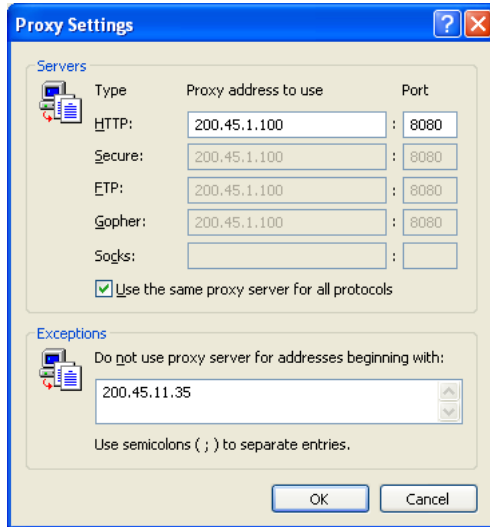 Proxy Settings
Servers
Type Proxy address to use Port
HTTP: 200.45.1.100 : 8080
Secure: 200.45.1.100 : 8080
FTP: 200.45.1.100 : 8080
Gopher: 200.45.1.100 : 8080
Socks: :
Use the same proxy server for all protocols
Exceptions
Do not use proxy server for addresses beginning with:
200.45.11.35
Use semicolons ( ; ) to separate entries.
OK Cancel